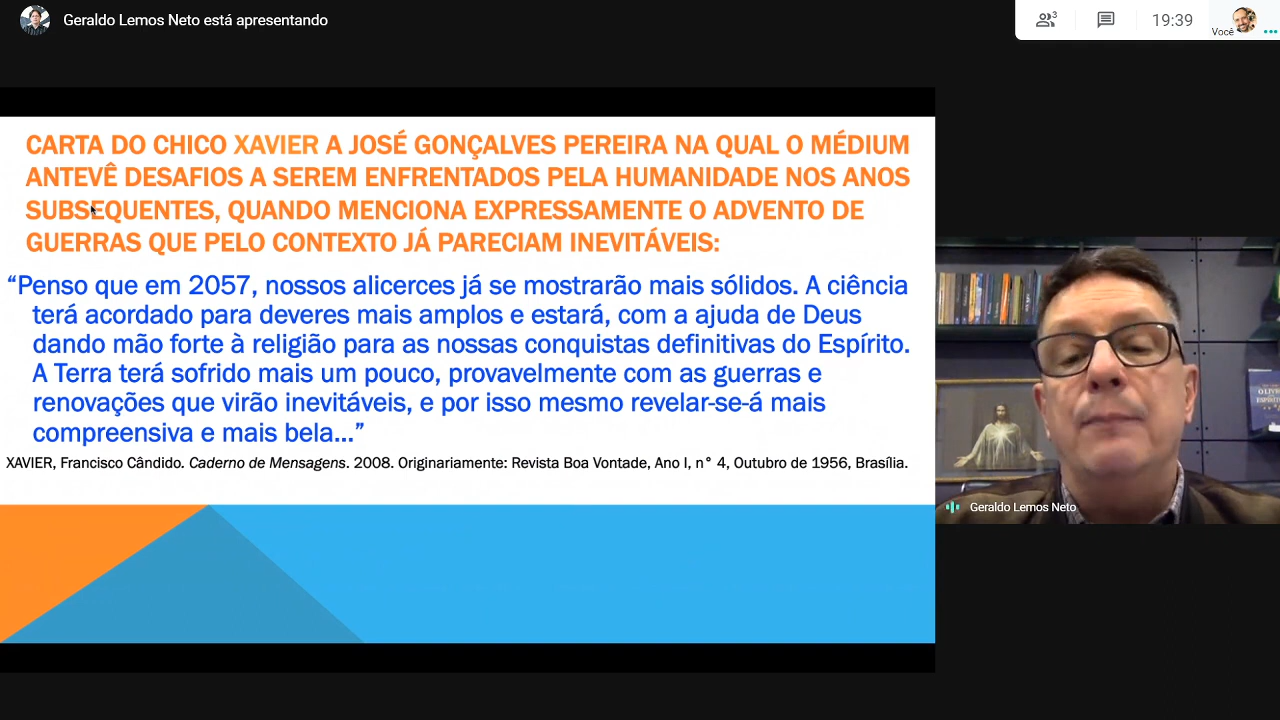 Geraldo Lemos Neto está apresentando
3
19:39
Você
CARTA DO CHICO XAVIER A JOSÉ GONÇALVES PEREIRA NA QUAL O MÉDIUM
ANTEVÊ DESAFIOS A SEREM ENFRENTADOS PELA HUMANIDADE NOS ANOS
SUBSEQUENTES, QUANDO MENCIONA EXPRESSAMENTE O ADVENTO DE
GUERRAS QUE PELO CONTEXTO JÁ PARECIAM INEVITÁVEIS:
“Penso que em 2057, nossos alicerces já se mostrarão mais sólidos. A ciência
terá acordado para deveres mais amplos e estará, com a ajuda de Deus
dando mão forte à religião para as nossas conquistas definitivas do Espírito.
A Terra terá sofrido mais um pouco, provavelmente com as guerras e
renovações que virão inevitáveis, e por isso mesmo revelar-se-á mais
compreensiva e mais bela...”
XAVIER, Francisco Cândido. Caderno de Mensagens. 2008. Originariamente: Revista Boa Vontade, Ano I, n° 4, Outubro de 1956, Brasília.
Geraldo Lemos Neto